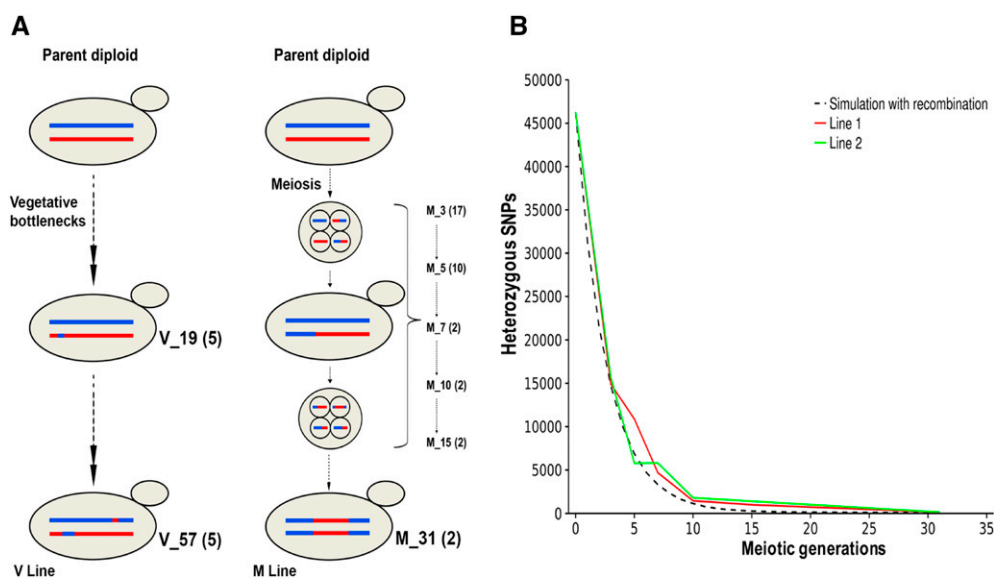 A
B
Parent diploid
Parent diploid
Vegetative
bottlenecks
Meiosis
M_3 (17)
M_5 (10)
M_7 (2)
M_10 (2)
M_15 (2)
V_19 (5)
V_57 (5)
M_31 (2)
V Line
M Line
Heterozygous SNPs
50000
45000
40000
35000
30000
25000
20000
15000
10000
5000
0
Simulation with recombination
Line 1
Line 2
0
5
10
15
20
25
30
35
Meiotic generations